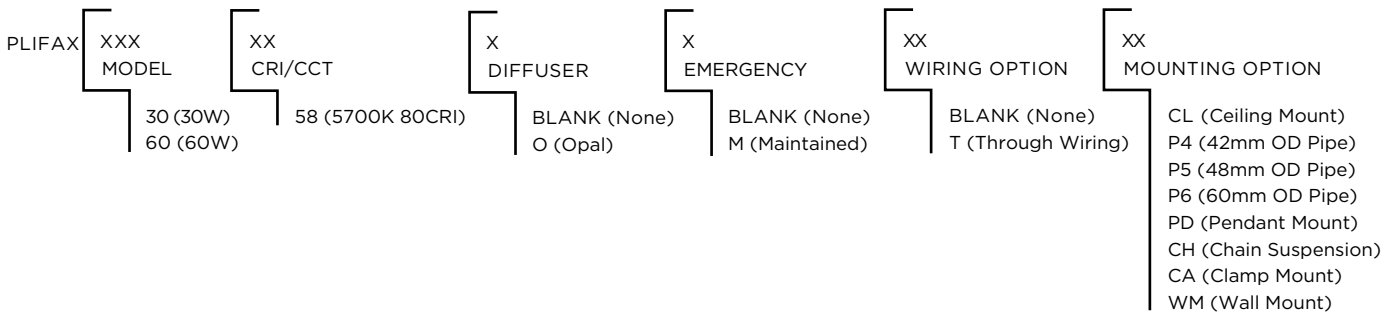 PLIFAX XXX XX X X XX XX
MODEL CRI/CCT DIFFUSER EMERGENCY WIRING OPTION MOUNTING OPTION
30 (30W) 58 (5700K 80CRI) BLANK (None) BLANK (None) BLANK (None) CL (Ceiling Mount)
60 (60W) O (Opal) M (Maintained) T (Through Wiring) P4 (42mm OD Pipe)
P5 (48mm OD Pipe)
P6 (60mm OD Pipe)
PD (Pendant Mount)
CH (Chain Suspension)
CA (Clamp Mount)
WM (Wall Mount)